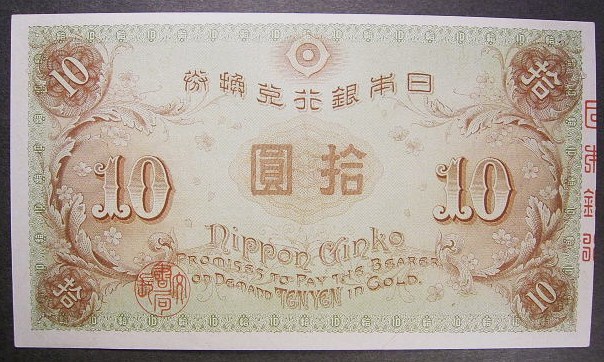 10
拾
日本銀行兌換券
拾圓
10
10
Nippon Ginko
PROMISES TO PAY THE BEARER
ON DEMAND TEN YEN IN GOLD.
拾
10